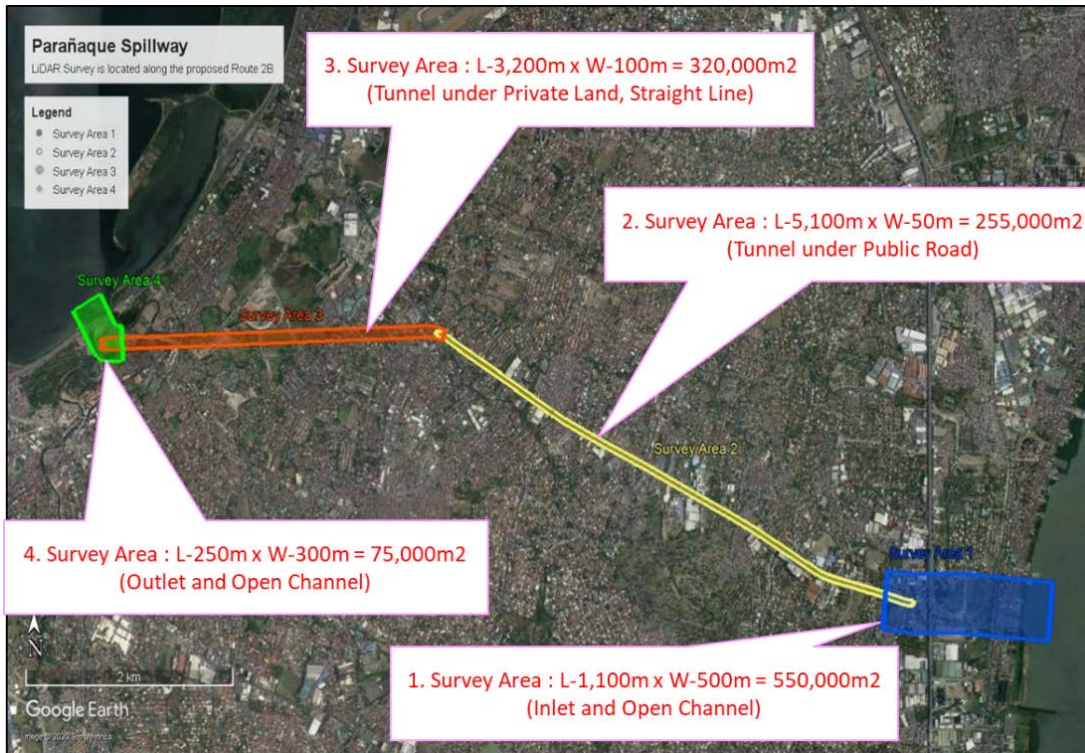 Parañaque Spillway
LiDAR Survey is located along the proposed Route 2B
Legend
Survey Area 1
Survey Area 2
Survey Area 3
Survey Area 4
3. Survey Area : L-3,200m x W-100m = 320,000m2
(Tunnel under Private Land, Straight Line)
2. Survey Area : L-5,100m x W-50m = 255,000m2
(Tunnel under Public Road)
Survey Area 4
Survey Area 3
Survey Area 2
Survey Area 1
4. Survey Area : L-250m x W-300m = 75,000m2
(Outlet and Open Channel)
1. Survey Area : L-1,100m x W-500m = 550,000m2
(Inlet and Open Channel)
N
2 km
Google Earth
Image © 2020 TerraMetrics